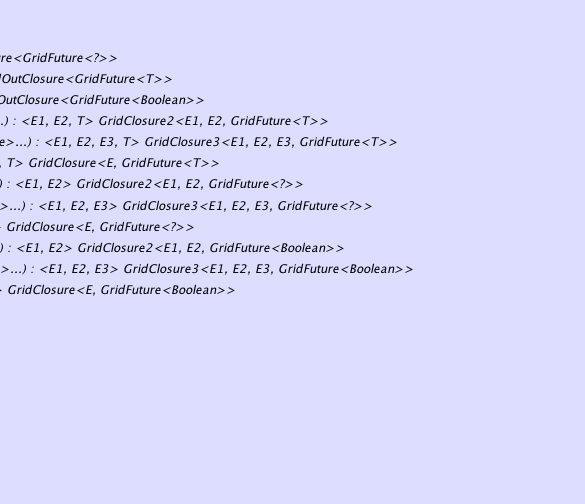 re<GridFuture<?>>
OutClosure<GridFuture<T>>
OutClosure<GridFuture<Boolean>>
.) : <E1, E2, T> GridClosure2<E1, E2, GridFuture<T>>
e>...) : <E1, E2, E3, T> GridClosure3<E1, E2, E3, GridFuture<T>>
, T> GridClosure<E, GridFuture<T>>
) : <E1, E2> GridClosure2<E1, E2, GridFuture<?>>
>...) : <E1, E2, E3> GridClosure3<E1, E2, E3, GridFuture<?>>
> GridClosure<E, GridFuture<?>>
) : <E1, E2> GridClosure2<E1, E2, GridFuture<Boolean>>
>...) : <E1, E2, E3> GridClosure3<E1, E2, E3, GridFuture<Boolean>>
> GridClosure<E, GridFuture<Boolean>>